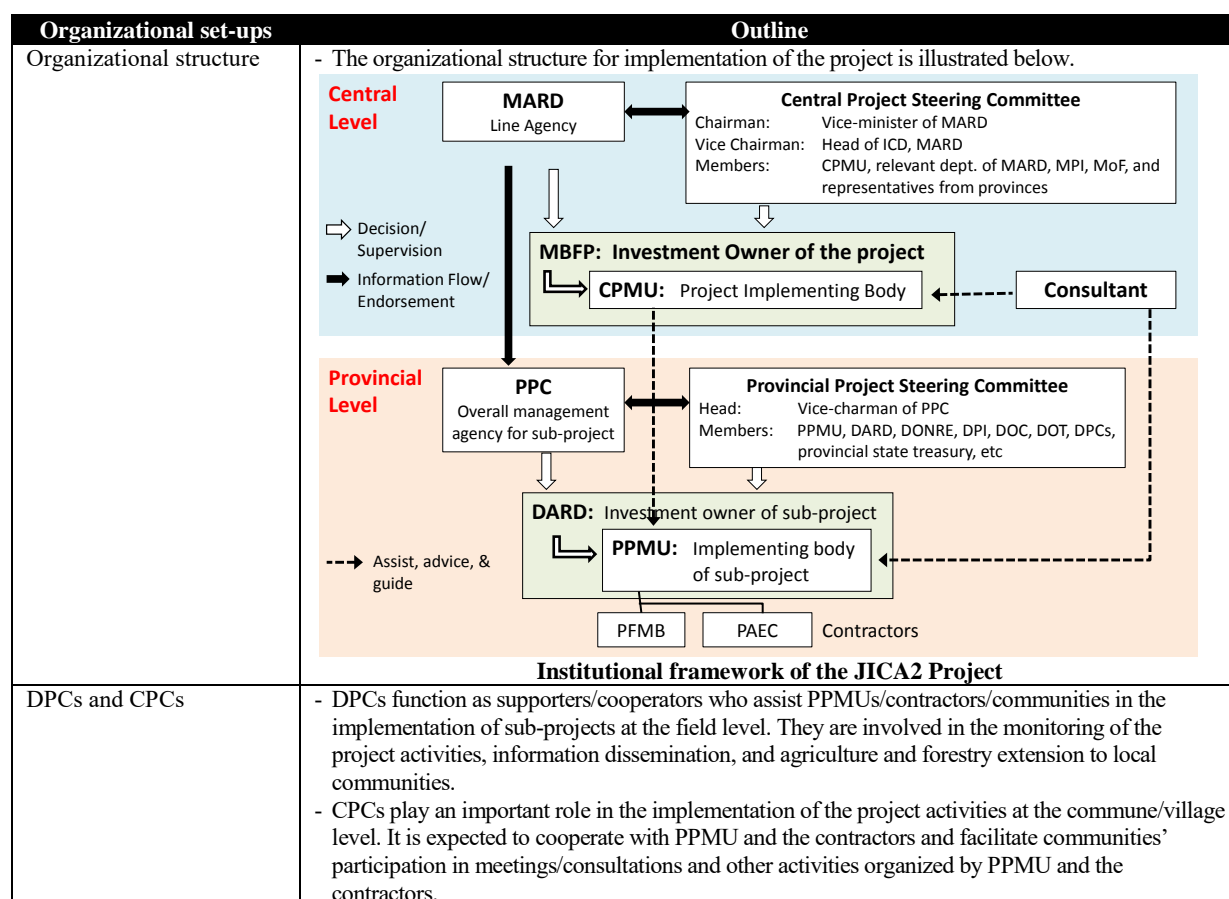 Organizational set-ups
Outline
Organizational structure
- The organizational structure for implementation of the project is illustrated below.
Central
Level
MARD
Line Agency
Central Project Steering Committee
Chairman: Vice-minister of MARD
Vice Chairman: Head of ICD, MARD
Members: CPMU, relevant dept. of MARD, MPI, MoF, and
representatives from provinces
Decision/
Supervision
Information Flow/
Endorsement
MBFP: Investment Owner of the project
CPMU: Project Implementing Body
Consultant
Provincial
Level
PPC
Overall management
agency for sub-project
Provincial Project Steering Committee
Head: Vice-charman of PPC
Members: PPMU, DARD, DONRE, DPI, DOC, DOT, DPCs,
provincial state treasury, etc
DARD: Investment owner of sub-project
PPMU: Implementing body
of sub-project
Assist, advice, &
guide
PFMB
PAEC
Contractors
Institutional framework of the JICA2 Project
DPCs and CPCs
- DPCs function as supporters/cooperators who assist PPMUs/contractors/communities in the
implementation of sub-projects at the field level. They are involved in the monitoring of the
project activities, information dissemination, and agriculture and forestry extension to local
communities.
- CPCs play an important role in the implementation of the project activities at the commune/village
level. It is expected to cooperate with PPMU and the contractors and facilitate communities’
participation in meetings/consultations and other activities organized by PPMU and the
contractors.